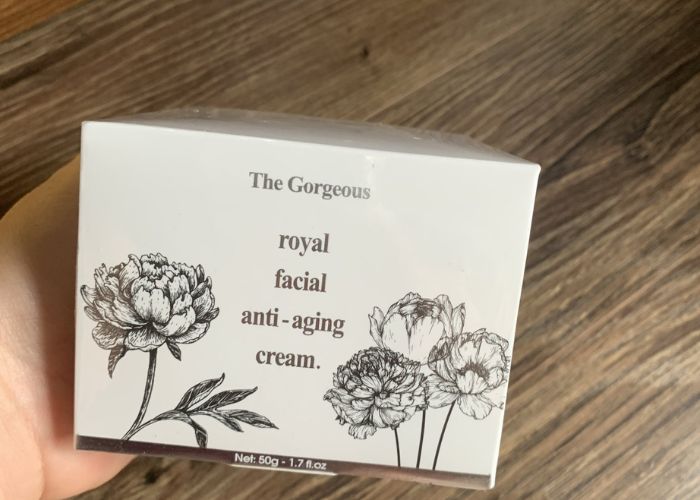 The Gorgeous
royal
facial
anti-aging
cream.
Net: 50g - 1.7 fl.oz